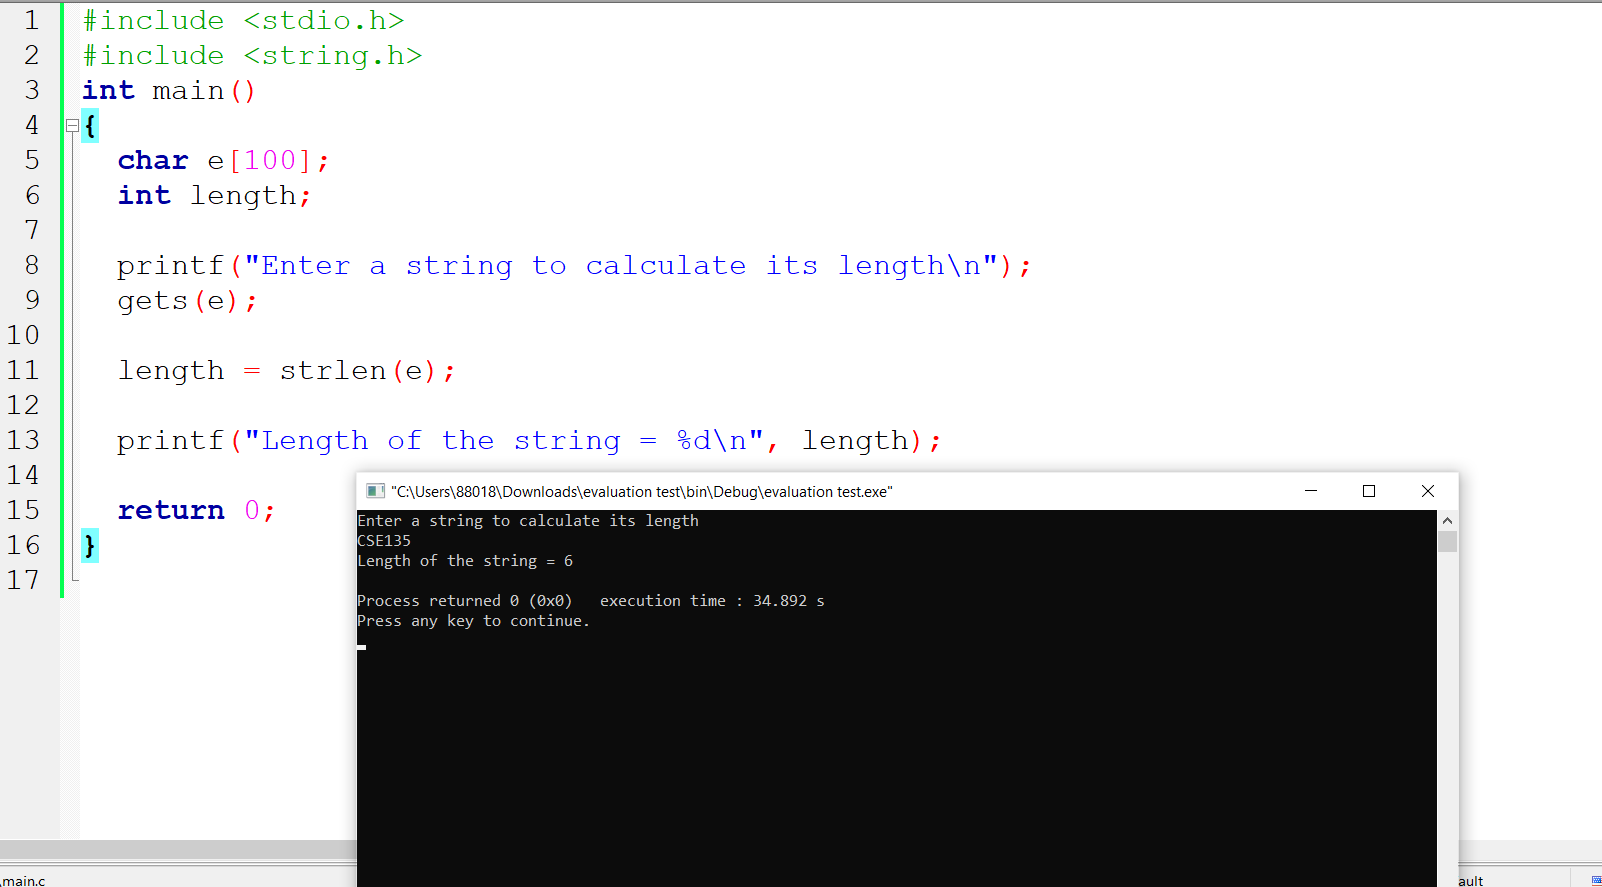 1 #include <stdio.h>
2 #include <string.h>
3 int main()
4 {
5 char e[100];
6 int length;
7
8 printf("Enter a string to calculate its length\n");
9 gets(e);
10
11 length = strlen(e);
12
13 printf("Length of the string = %d\n", length);
14
15 return 0;
16 }
17
"C:\Users\88018\Downloads\evaluation test\bin\Debug\evaluation test.exe"
Enter a string to calculate its length
CSE135
Length of the string = 6
Process returned 0 (0x0) execution time : 34.892 s
Press any key to continue.
\main.c
ault